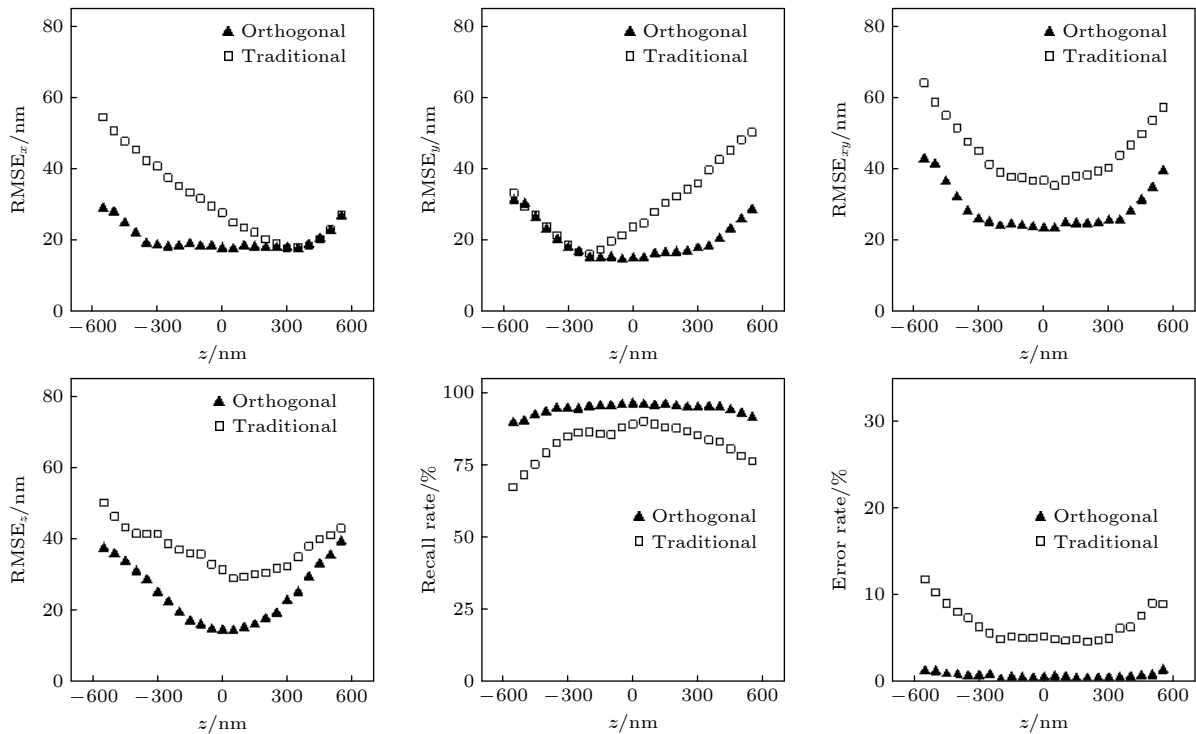 80
60
40
20
0
RMSEx/nm
Orthogonal
Traditional
−600 −300 0 300 600
z/nm
80
60
40
20
0
RMSEy/nm
Orthogonal
Traditional
−600 −300 0 300 600
z/nm
80
60
40
20
0
RMSExy/nm
Orthogonal
Traditional
−600 −300 0 300 600
z/nm
80
60
40
20
0
RMSEz/nm
Orthogonal
Traditional
−600 −300 0 300 600
z/nm
100
75
50
25
0
Recall rate/%
Orthogonal
Traditional
−600 −300 0 300 600
z/nm
30
20
10
0
Error rate/%
Orthogonal
Traditional
−600 −300 0 300 600
z/nm